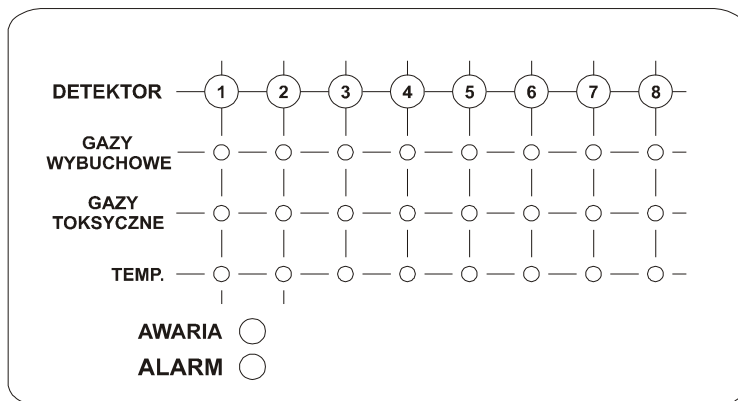 DETEKTOR 1 2 3 4 5 6 7 8
GAZY
WYBUCHOWE
GAZY
TOKSYCZNE
TEMP.
AWARIA
ALARM